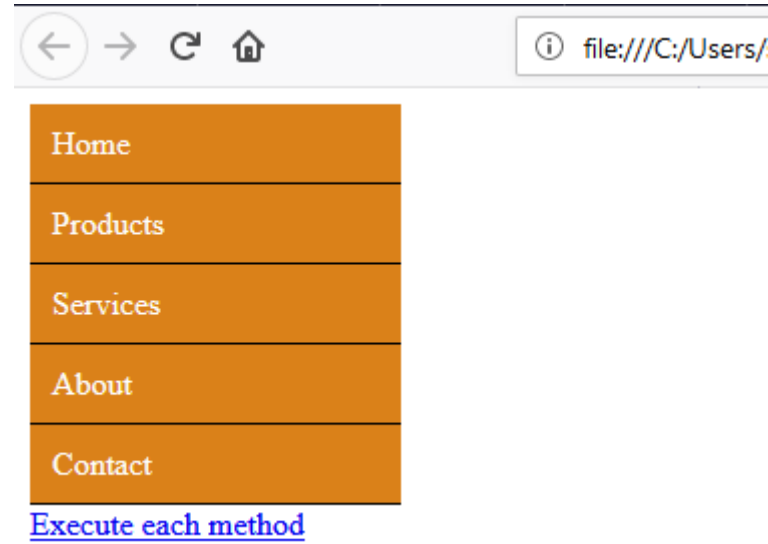 file:///C:/Users/
Home
Products
Services
About
Contact
Execute each method